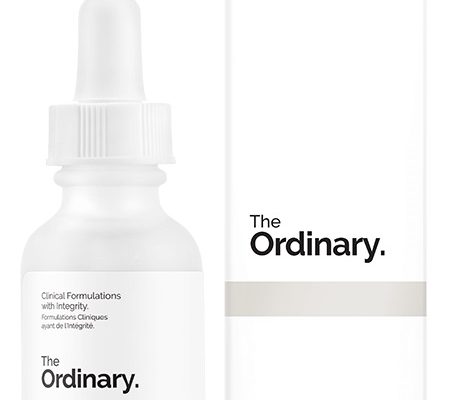 Clinical Formulations
with Integrity.
Formulations Cliniques
ayant de l'Intégrité.
The
Ordinary.
The
Ordinary.